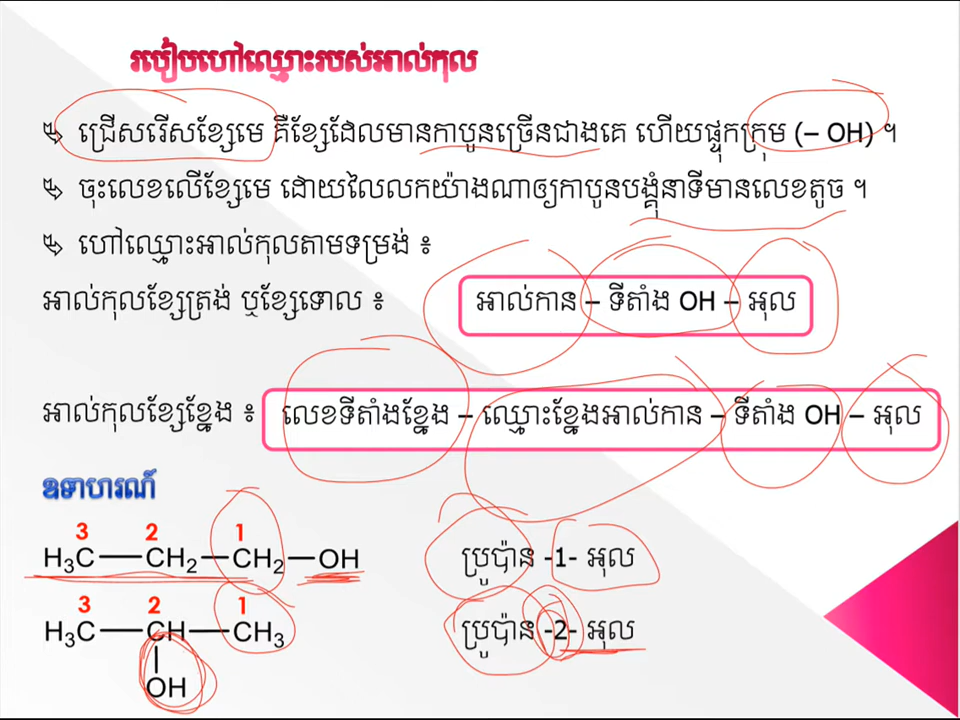 របៀបហៅឈ្មោះរបស់អាល់កុល
ជ្រើសរើសខ្សែមេ គឺខ្សែដែលមានកាបូនច្រើនជាងគេ ហើយផ្ទុកក្រុម (– OH) ។
ចុះលេខលើខ្សែមេ ដោយលៃលកយ៉ាងណាឲ្យកាបូនបង្គុំនាទីមានលេខតូច ។
ហៅឈ្មោះអាល់កុលតាមទម្រង់ ៖
អាល់កុលខ្សែត្រង់ ឬខ្សែទោល ៖ អាល់កាន – ទីតាំង OH – អុល
អាល់កុលខ្សែខ្នែង ៖ លេខទីតាំងខ្នែង – ឈ្មោះខ្នែងអាល់កាន – ទីតាំង OH – អុល
ឧទាហរណ៍
3 2 1
H3C—CH2—CH2—OH ប្រូប៉ាន -1- អុល
3 2 1
H3C—CH—CH3 ប្រូប៉ាន -2- អុល
OH